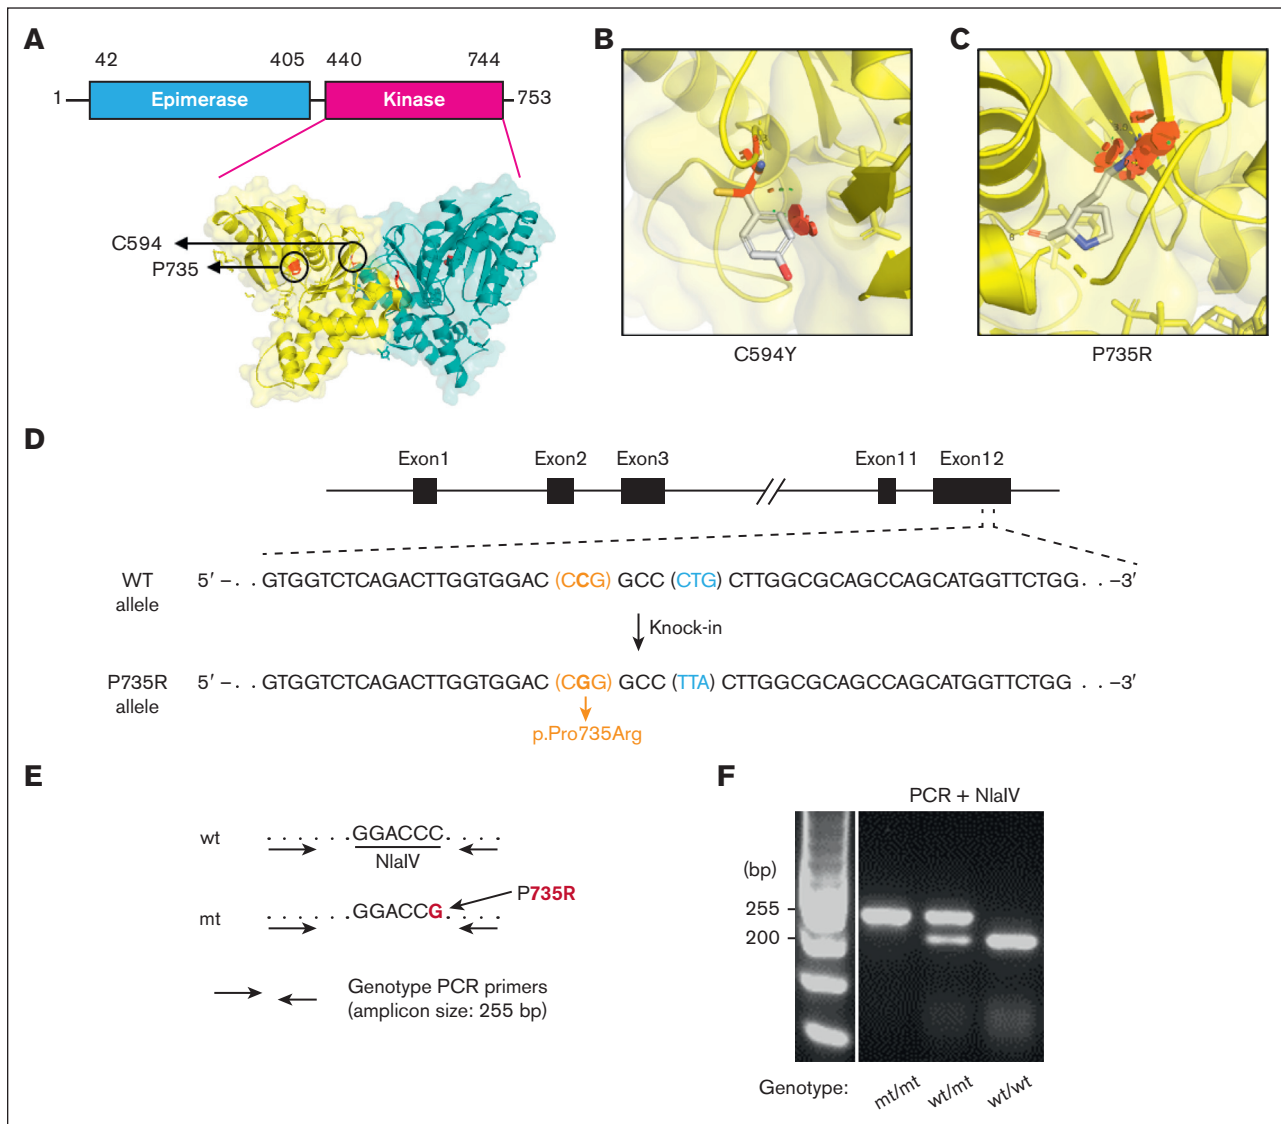 A
42 405 440 744
1 Epimerase Kinase 753
C594
P735
B
C594Y
C
P735R
D
Exon1 Exon2 Exon3 Exon11 Exon12
WT allele 5′ –. . GTGGTCTCAGACTTGGTGGAC (CCG) GCC (CTG) CTTGGCGCAGCCAGCATGGTTCTGG. . –3′
Knock-in
P735R allele 5′ –. . GTGGTCTCAGACTTGGTGGAC (CGG) GCC (TTA) CTTGGCGCAGCCAGCATGGTTCTGG . . –3′
p.Pro735Arg
E
wt . . . . . . .GGACCC. . . . .
NlaIV
P735R
mt . . . . . . .GGACCG. . . . .
Genotype PCR primers
(amplicon size: 255 bp)
F
PCR + NlaIV
(bp)
255
200
Genotype: mt/mt wt/mt wt/wt